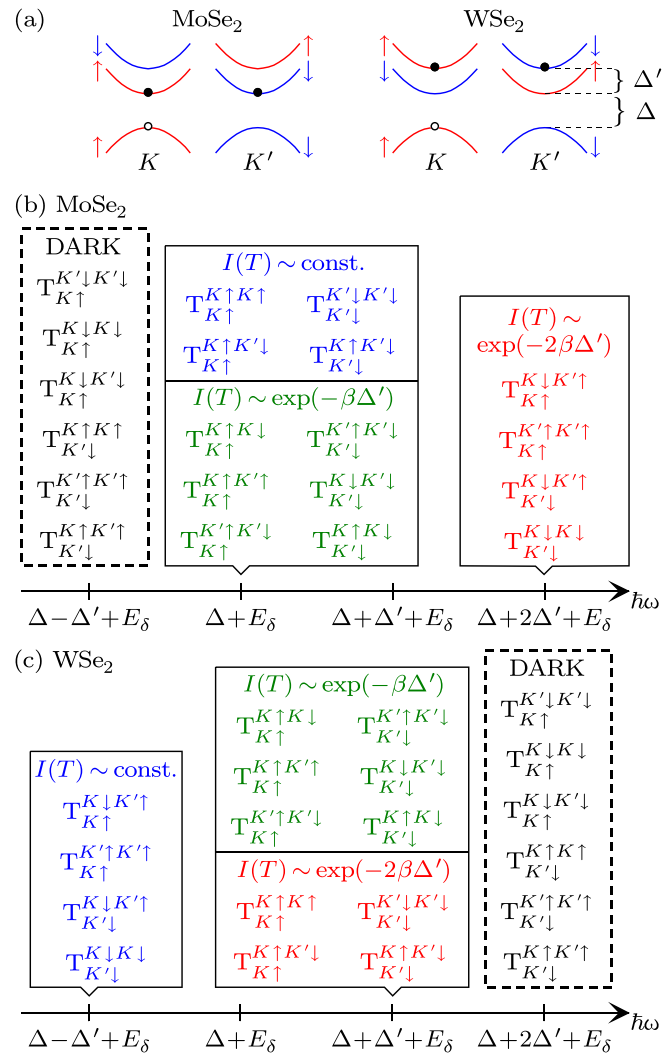 (a) MoSe₂ WSe₂
↓ ↑ ↑ ↓
↑ ↓ ↓ ↑ } Δ′
} Δ
↑ K K′ ↓ ↑ K K′ ↓
(b) MoSe₂
DARK
T_{K↑}^{K′↓K′↓}
T_{K↑}^{K↓K↓}
T_{K↑}^{K↓K′↓}
T_{K′↓}^{K↑K↑}
T_{K′↓}^{K′↑K′↑}
T_{K′↓}^{K↑K′↑}
I(T) ∼ const.
T_{K↑}^{K↑K↑} T_{K′↓}^{K′↓K′↓}
T_{K↑}^{K↑K′↓} T_{K′↓}^{K↑K′↓}
I(T) ∼ exp(−βΔ′)
T_{K↑}^{K↑K↓} T_{K′↓}^{K′↑K′↓}
T_{K↑}^{K↑K′↑} T_{K′↓}^{K↓K′↓}
T_{K↑}^{K′↑K′↓} T_{K′↓}^{K↑K↓}
I(T) ∼
exp(−2βΔ′)
T_{K↑}^{K↓K′↑}
T_{K↑}^{K′↑K′↑}
T_{K′↓}^{K↓K′↑}
T_{K′↓}^{K↓K↓}
ħω
Δ−Δ′+E_δ Δ+E_δ Δ+Δ′+E_δ Δ+2Δ′+E_δ
(c) WSe₂
I(T) ∼ const.
T_{K↑}^{K↓K′↑}
T_{K↑}^{K′↑K′↑}
T_{K′↓}^{K↓K′↑}
T_{K′↓}^{K↓K↓}
I(T) ∼ exp(−βΔ′)
T_{K↑}^{K↑K↓} T_{K′↓}^{K′↑K′↓}
T_{K↑}^{K↑K′↑} T_{K′↓}^{K↓K′↓}
T_{K↑}^{K′↑K′↓} T_{K′↓}^{K↑K↓}
I(T) ∼ exp(−2βΔ′)
T_{K↑}^{K↑K↑} T_{K′↓}^{K′↓K′↓}
T_{K↑}^{K↑K′↓} T_{K′↓}^{K↑K′↓}
DARK
T_{K↑}^{K′↓K′↓}
T_{K↑}^{K↓K↓}
T_{K↑}^{K↓K′↓}
T_{K′↓}^{K↑K↑}
T_{K′↓}^{K′↑K′↑}
T_{K′↓}^{K↑K′↑}
ħω
Δ−Δ′+E_δ Δ+E_δ Δ+Δ′+E_δ Δ+2Δ′+E_δ